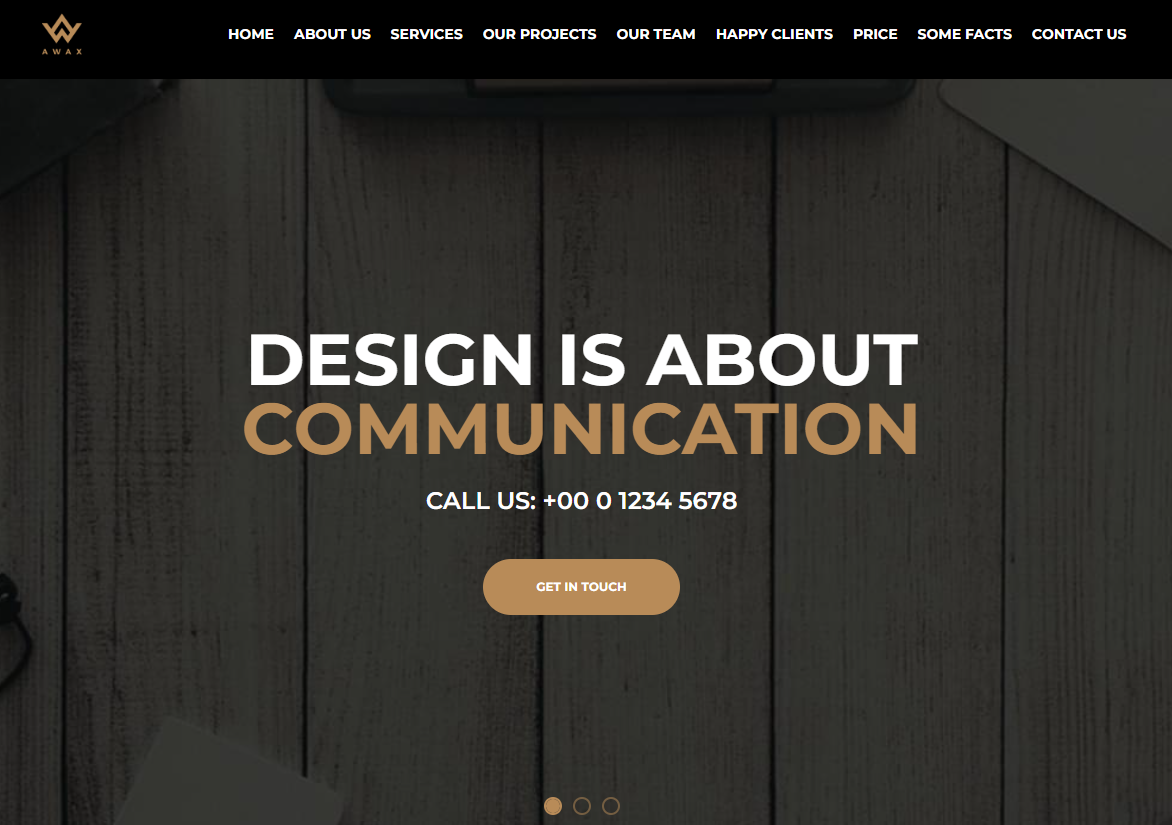 AWAX
HOME ABOUT US SERVICES OUR PROJECTS OUR TEAM HAPPY CLIENTS PRICE SOME FACTS CONTACT US
DESIGN IS ABOUT
COMMUNICATION
CALL US: +00 0 1234 5678
GET IN TOUCH